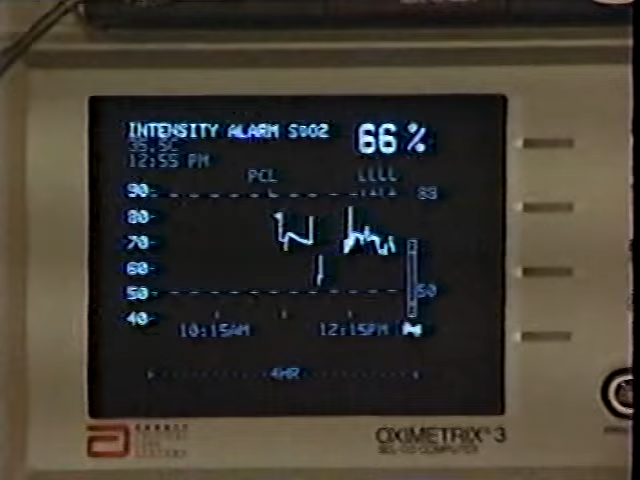 INTENSITY ALARM SvO2 66 %
35.5C
12:55 PM
PCL LLLL
90
80
70
60
50 50
40
10:15AM 12:15PM
4HR
OXIMETRIX 3